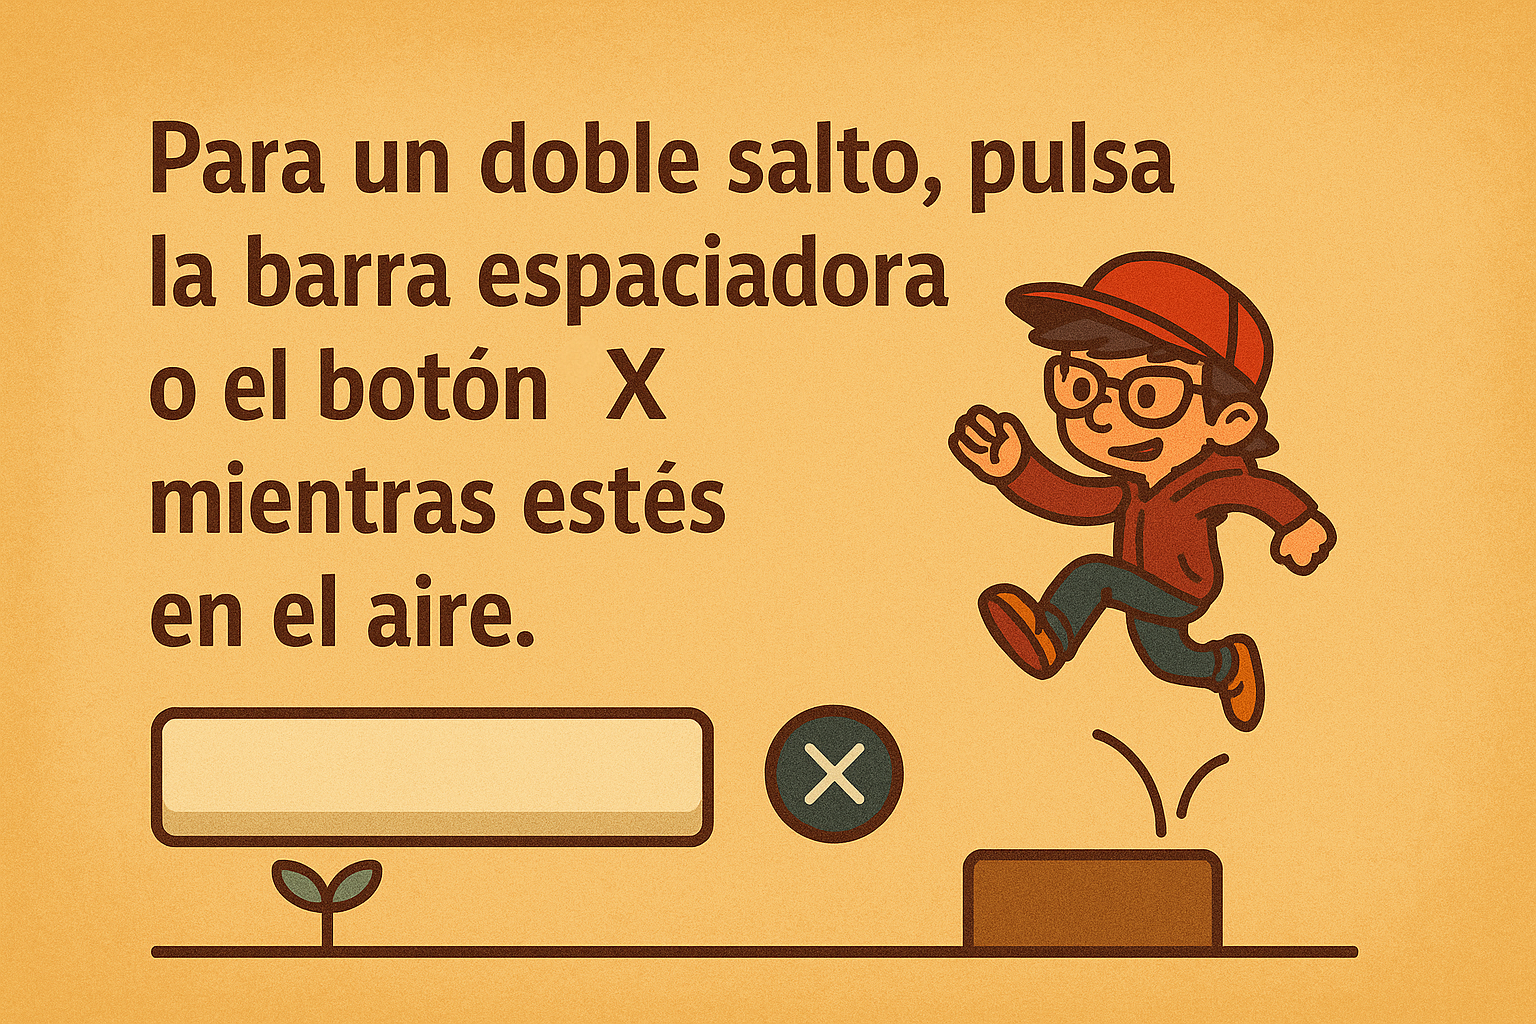 Para un doble salto, pulsa
la barra espaciadora
o el botón X
mientras estés
en el aire.
X